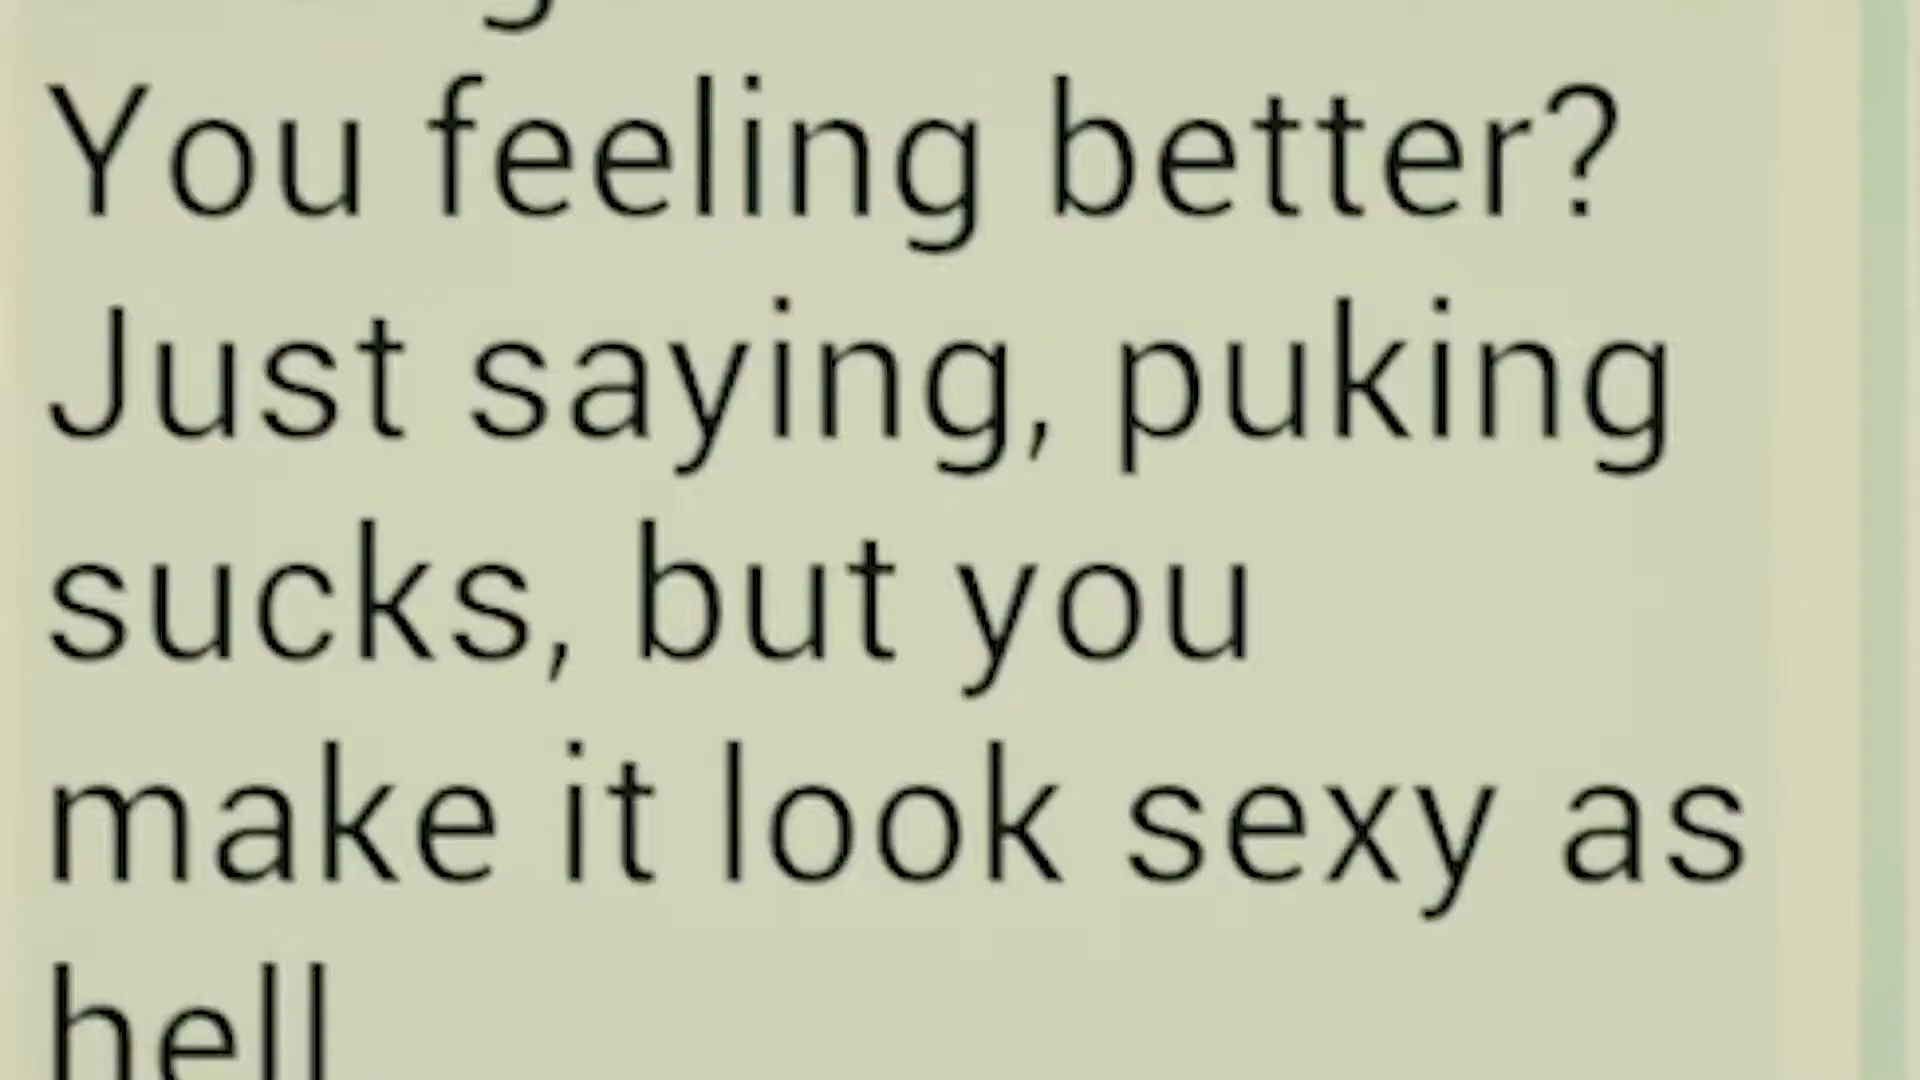 You feeling better?
Just saying, puking
sucks, but you
make it look sexy as
hell